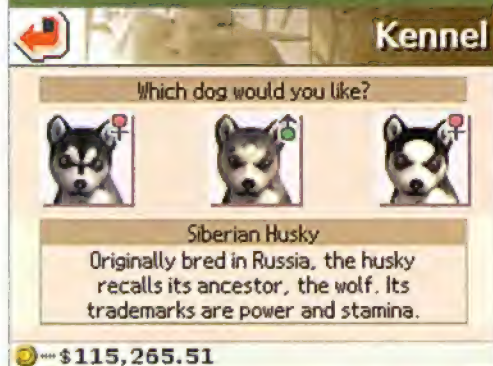 Kennel
Which dog would you like?
Siberian Husky
Originally bred in Russia, the husky
recalls its ancestor, the wolf. Its
trademarks are power and stamina.
$115,265.51